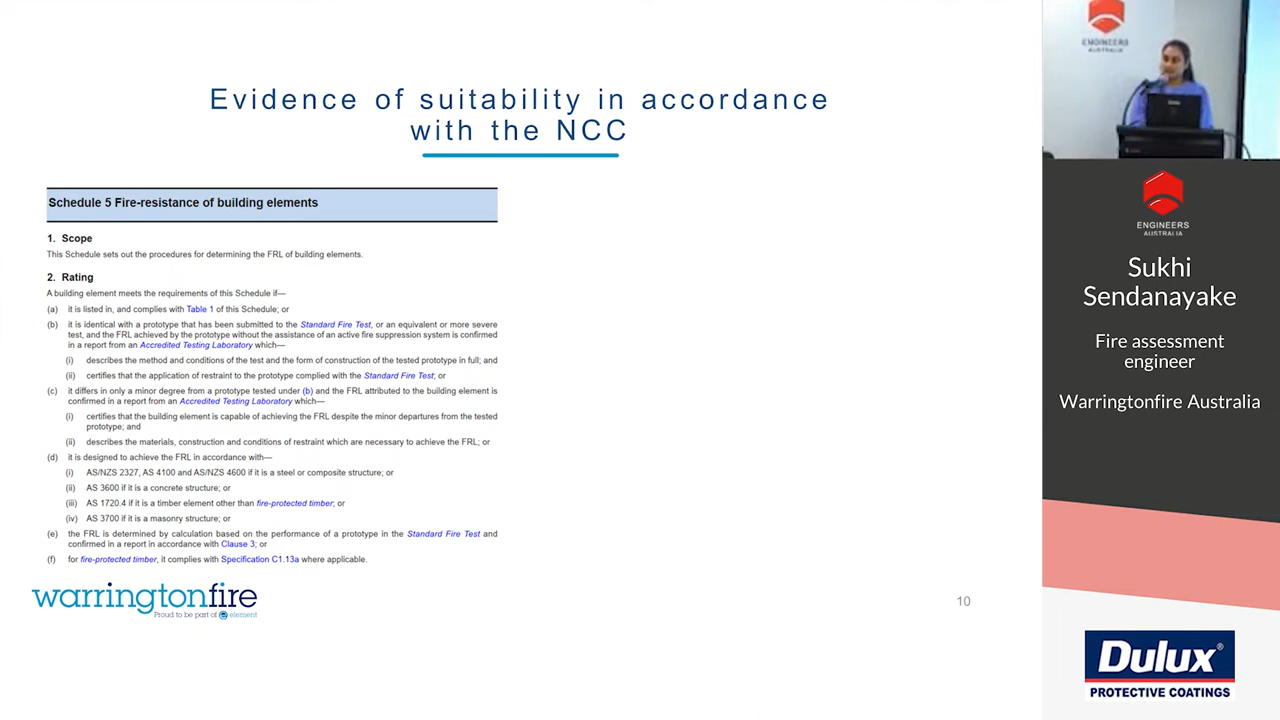 Evidence of suitability in accordance
with the NCC
Schedule 5 Fire-resistance of building elements
1. Scope
This Schedule sets out the procedures for determining the FRL of building elements.
2. Rating
A building element meets the requirements of this Schedule if—
(a) it is listed in, and complies with Table 1 of this Schedule; or
(b) it is identical with a prototype that has been submitted to the Standard Fire Test, or an equivalent or more severe
test, and the FRL achieved by the prototype without the assistance of an active fire suppression system is confirmed
in a report from an Accredited Testing Laboratory which—
(i) describes the method and conditions of the test and the form of construction of the tested prototype in full; and
(ii) certifies that the application of restraint to the prototype complied with the Standard Fire Test; or
(c) it differs in only a minor degree from a prototype tested under (b) and the FRL attributed to the building element is
confirmed in a report from an Accredited Testing Laboratory which—
(i) certifies that the building element is capable of achieving the FRL despite the minor departures from the tested
prototype; and
(ii) describes the materials, construction and conditions of restraint which are necessary to achieve the FRL; or
(d) it is designed to achieve the FRL in accordance with—
(i) AS/NZS 2327, AS 4100 and AS/NZS 4600 if it is a steel or composite structure; or
(ii) AS 3600 if it is a concrete structure; or
(iii) AS 1720.4 if it is a timber element other than fire-protected timber; or
(iv) AS 3700 if it is a masonry structure; or
(e) the FRL is determined by calculation based on the performance of a prototype in the Standard Fire Test and
confirmed in a report in accordance with Clause 3; or
(f) for fire-protected timber, it complies with Specification C1.13a where applicable.
warringtonfire
Proud to be part of element
10
ENGINEERS
AUSTRALIA
ENGINEERS
AUSTRALIA
Sukhi
Sendanayake
Fire assessment
engineer
Warringtonfire Australia
Dulux®
PROTECTIVE COATINGS